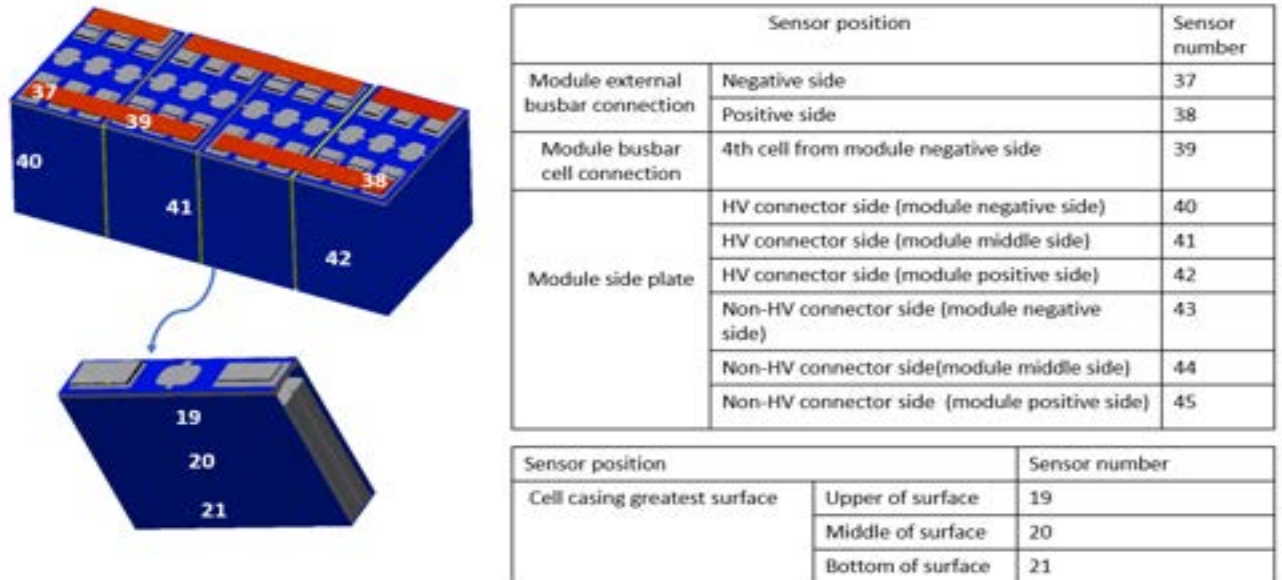 37
39
38
40
41
42
19
20
21
Sensor position
Sensor
number
Module external
busbar connection
Negative side
37
Positive side
38
Module busbar
cell connection
4th cell from module negative side
39
Module side plate
HV connector side (module negative side)
40
HV connector side (module middle side)
41
HV connector side (module positive side)
42
Non-HV connector side (module negative
side)
43
Non-HV connector side(module middle side)
44
Non-HV connector side (module positive side)
45
Sensor position
Sensor number
Cell casing greatest surface
Upper of surface
19
Middle of surface
20
Bottom of surface
21